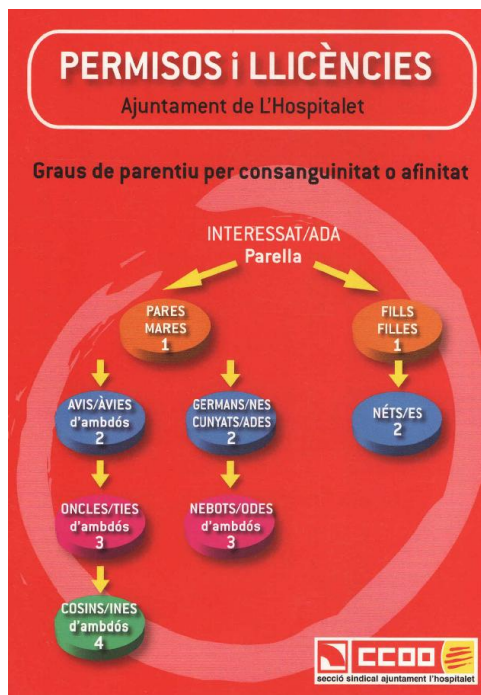 PERMISOS i LLICÈNCIES
Ajuntament de L'Hospitalet
Graus de parentiu per consanguinitat o afinitat
INTERESSAT/ADA
Parella
PARES
MARES
1
FILLS
FILLES
1
AVIS/ÀVIES
d'ambdós
2
GERMANS/NES
CUNYATS/ADES
2
NÉTS/ES
2
ONCLES/TIES
d'ambdós
3
NEBOTS/ODES
d'ambdós
3
COSINS/INES
d'ambdós
4
CCOO
secció sindical ajuntament l'hospitalet